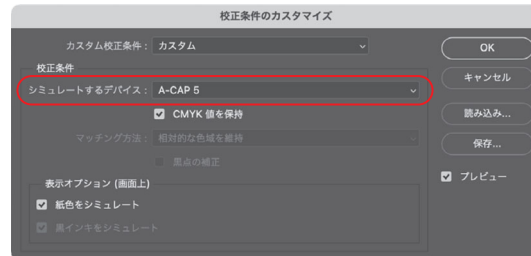 校正条件のカスタマイズ
カスタム校正条件： カスタム
OK
校正条件
キャンセル
シミュレートするデバイス： A-CAP 5
CMYK 値を保持
読み込み...
マッチング方法： 相対的な色域を維持
保存...
黒点の補正
プレビュー
表示オプション (画面上)
紙色をシミュレート
黒インキをシミュレート